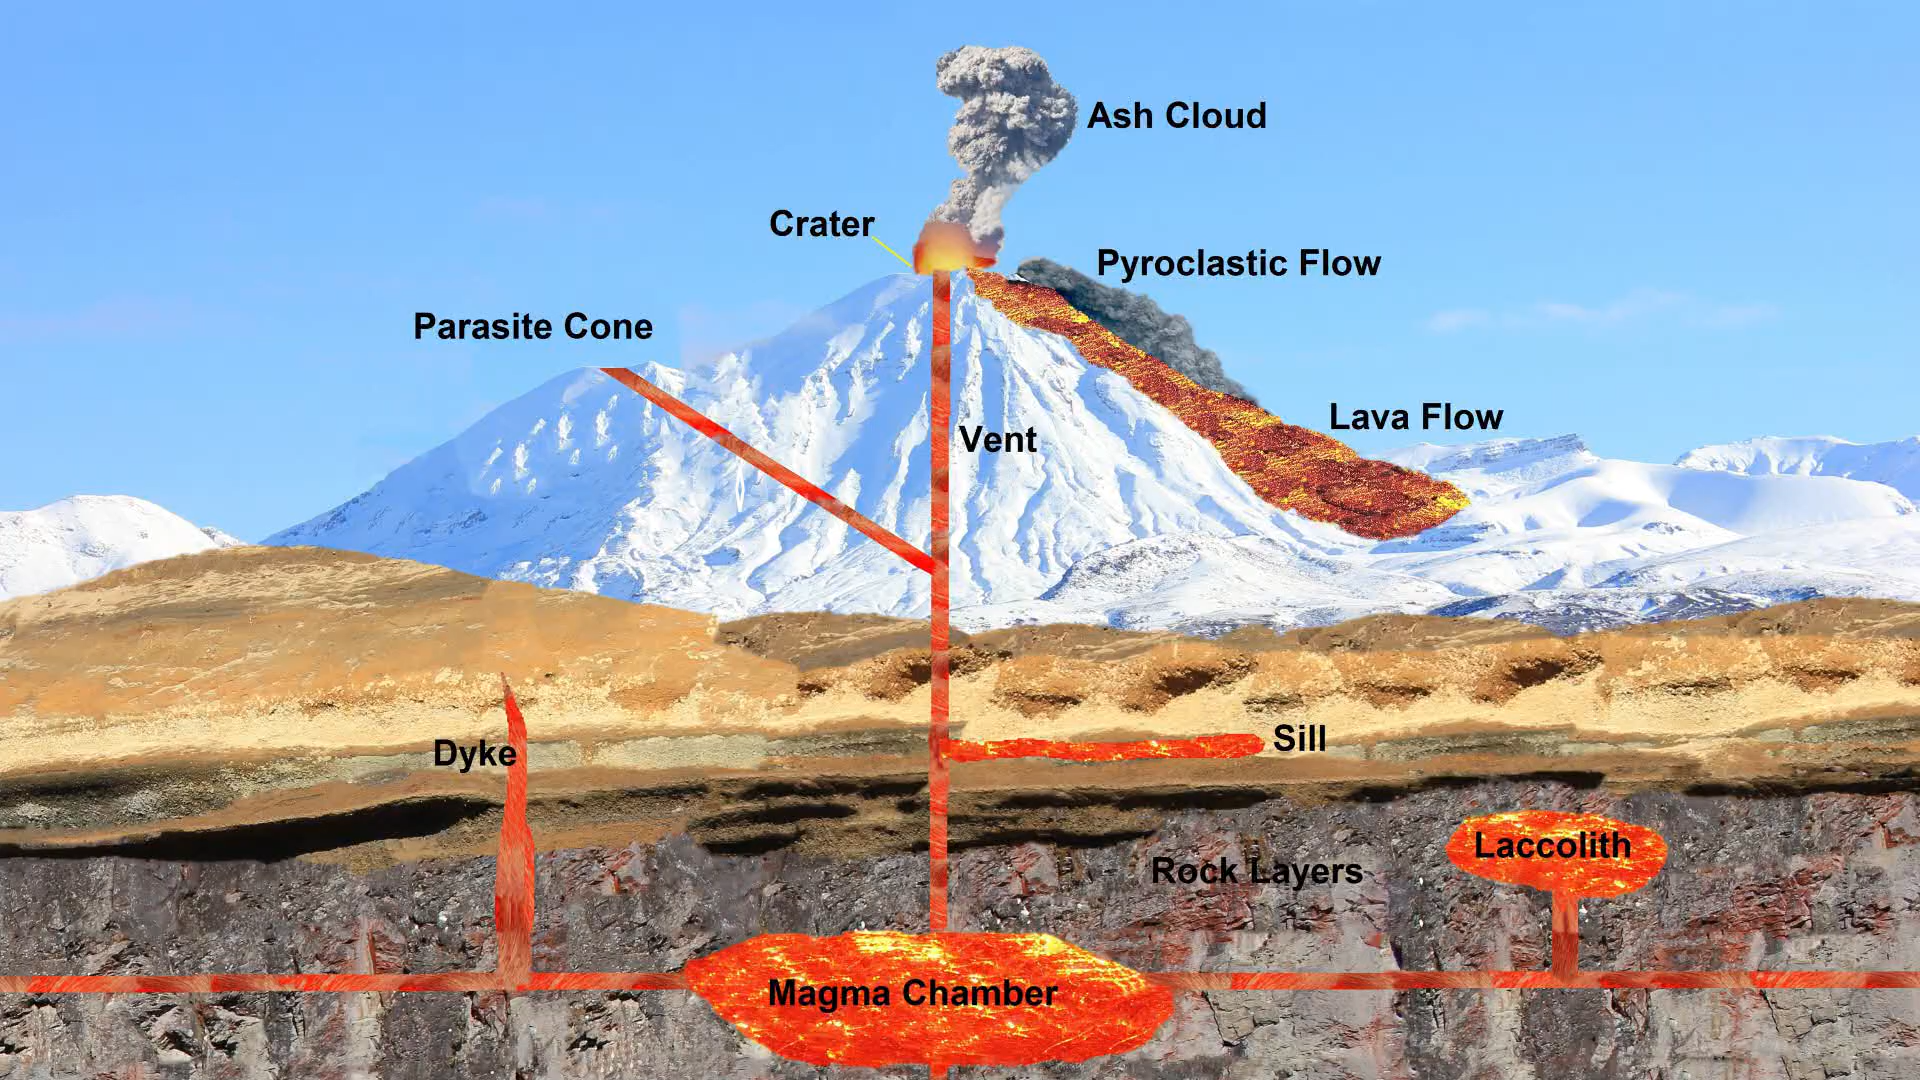 Ash Cloud
Crater
Pyroclastic Flow
Parasite Cone
Lava Flow
Vent
Sill
Dyke
Laccolith
Rock Layers
Magma Chamber